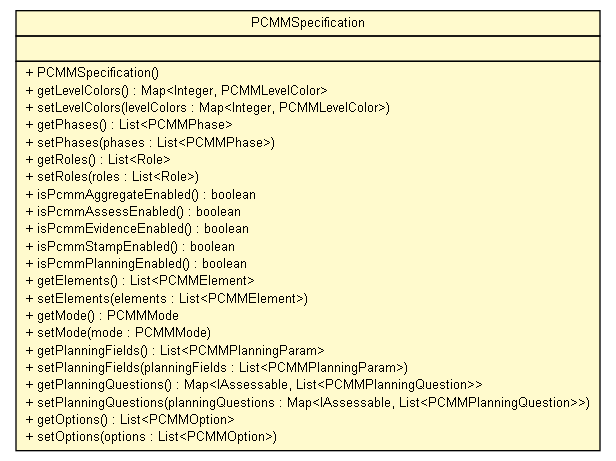 PCMMSpecification
+ PCMMSpecification()
+ getLevelColors() : Map<Integer, PCMMLevelColor>
+ setLevelColors(levelColors : Map<Integer, PCMMLevelColor>)
+ getPhases() : List<PCMMPhase>
+ setPhases(phases : List<PCMMPhase>)
+ getRoles() : List<Role>
+ setRoles(roles : List<Role>)
+ isPcmmAggregateEnabled() : boolean
+ isPcmmAssessEnabled() : boolean
+ isPcmmEvidenceEnabled() : boolean
+ isPcmmStampEnabled() : boolean
+ isPcmmPlanningEnabled() : boolean
+ getElements() : List<PCMMElement>
+ setElements(elements : List<PCMMElement>)
+ getMode() : PCMMMode
+ setMode(mode : PCMMMode)
+ getPlanningFields() : List<PCMMPlanningParam>
+ setPlanningFields(planningFields : List<PCMMPlanningParam>)
+ getPlanningQuestions() : Map<IAssessable, List<PCMMPlanningQuestion>>
+ setPlanningQuestions(planningQuestions : Map<IAssessable, List<PCMMPlanningQuestion>>)
+ getOptions() : List<PCMMOption>
+ setOptions(options : List<PCMMOption>)